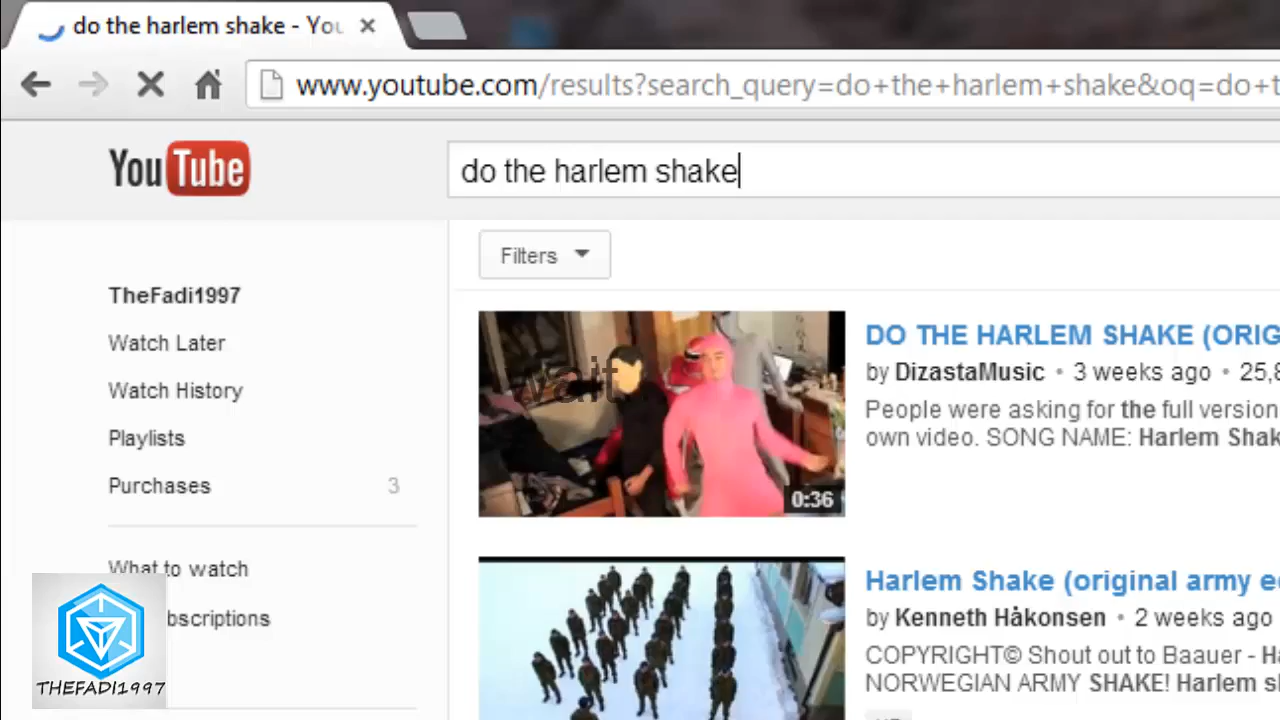 do the harlem shake - You
www.youtube.com/results?search_query=do+the+harlem+shake&oq=do+t
YouTube
do the harlem shake
Filters
TheFadi1997
Watch Later
Watch History
Playlists
Purchases 3
What to watch
bscriptions
THEFADI1997
wait
0:36
DO THE HARLEM SHAKE (ORIG
by DizastaMusic • 3 weeks ago • 25,8
People were asking for the full version
own video. SONG NAME: Harlem Shak
Harlem Shake (original army e
by Kenneth Håkonsen • 2 weeks ago
COPYRIGHT© Shout out to Baauer - Ha
NORWEGIAN ARMY SHAKE! Harlem s